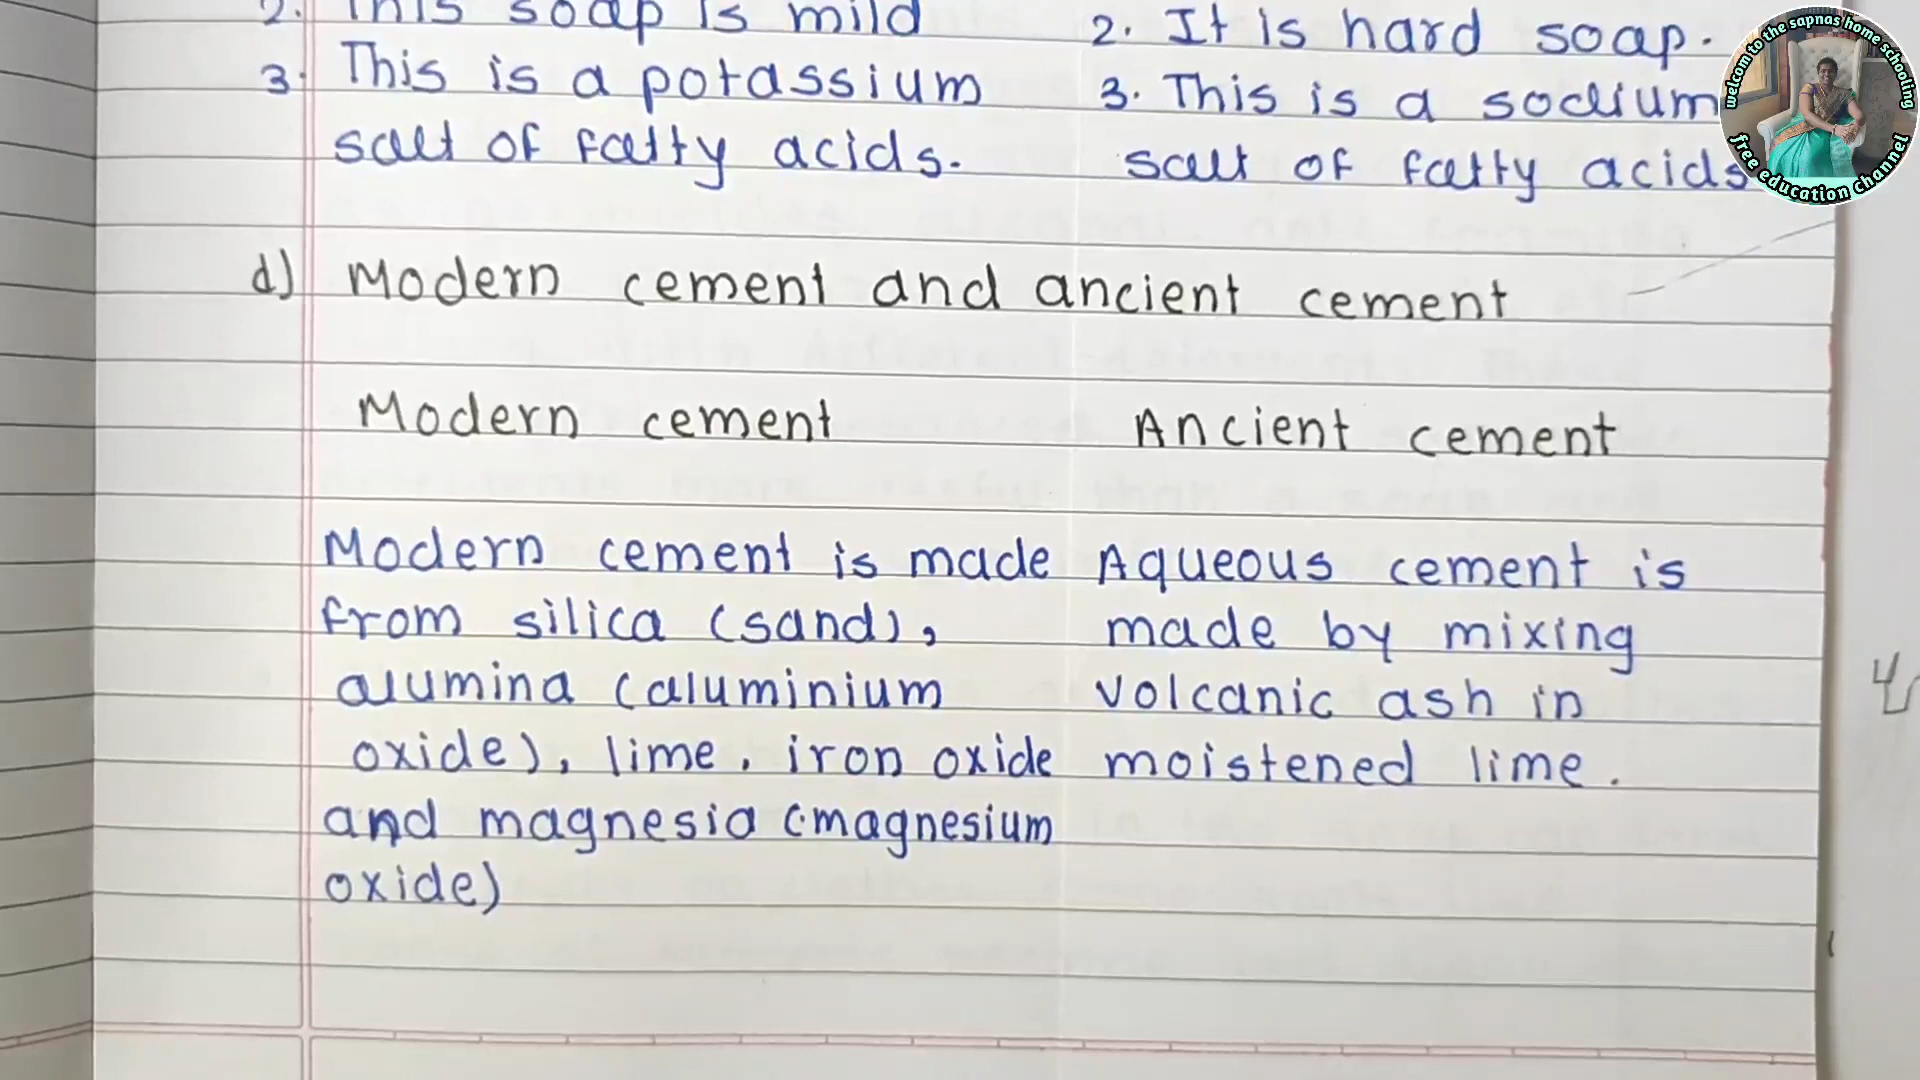 2. This soap is mild
3. This is a potassium
salt of fatty acids.
2. It is hard soap.
3. This is a sodium
salt of fatty acids
d) Modern cement and ancient cement
Modern cement
Modern cement is made
from silica (sand),
alumina (aluminium
oxide), lime, iron oxide
and magnesia (magnesium
oxide)
Ancient cement
Aqueous cement is
made by mixing
volcanic ash in
moistened lime.
welcom to the sapnas home schooling
free education channel